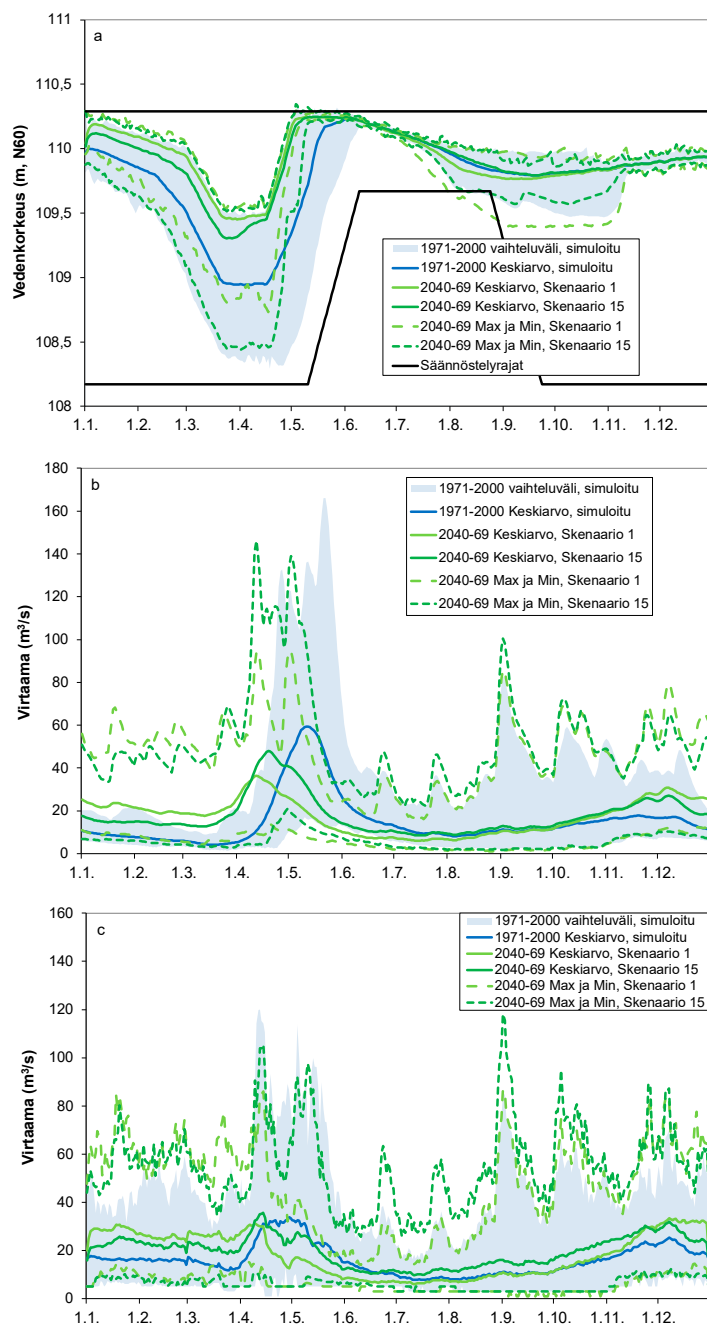 a
Vedenkorkeus (m, N60)
111
110,5
110
109,5
109
108,5
108
1971-2000 vaihteluväli, simuloitu
1971-2000 Keskiarvo, simuloitu
2040-69 Keskiarvo, Skenaario 1
2040-69 Keskiarvo, Skenaario 15
2040-69 Max ja Min, Skenaario 1
2040-69 Max ja Min, Skenaario 15
Säännöstelyrajat
1.1. 1.2. 1.3. 1.4. 1.5. 1.6. 1.7. 1.8. 1.9. 1.10. 1.11. 1.12.
b
Virtaama (m³/s)
180
160
140
120
100
80
60
40
20
0
1971-2000 vaihteluväli, simuloitu
1971-2000 Keskiarvo, simuloitu
2040-69 Keskiarvo, Skenaario 1
2040-69 Keskiarvo, Skenaario 15
2040-69 Max ja Min, Skenaario 1
2040-69 Max ja Min, Skenaario 15
1.1. 1.2. 1.3. 1.4. 1.5. 1.6. 1.7. 1.8. 1.9. 1.10. 1.11. 1.12.
c
Virtaama (m³/s)
160
140
120
100
80
60
40
20
0
1971-2000 vaihteluväli, simuloitu
1971-2000 Keskiarvo, simuloitu
2040-69 Keskiarvo, Skenaario 1
2040-69 Keskiarvo, Skenaario 15
2040-69 Max ja Min, Skenaario 1
2040-69 Max ja Min, Skenaario 15
1.1 1.2. 1.3. 1.4. 1.5. 1.6. 1.7. 1.8. 1.9. 1.10. 1.11. 1.12.